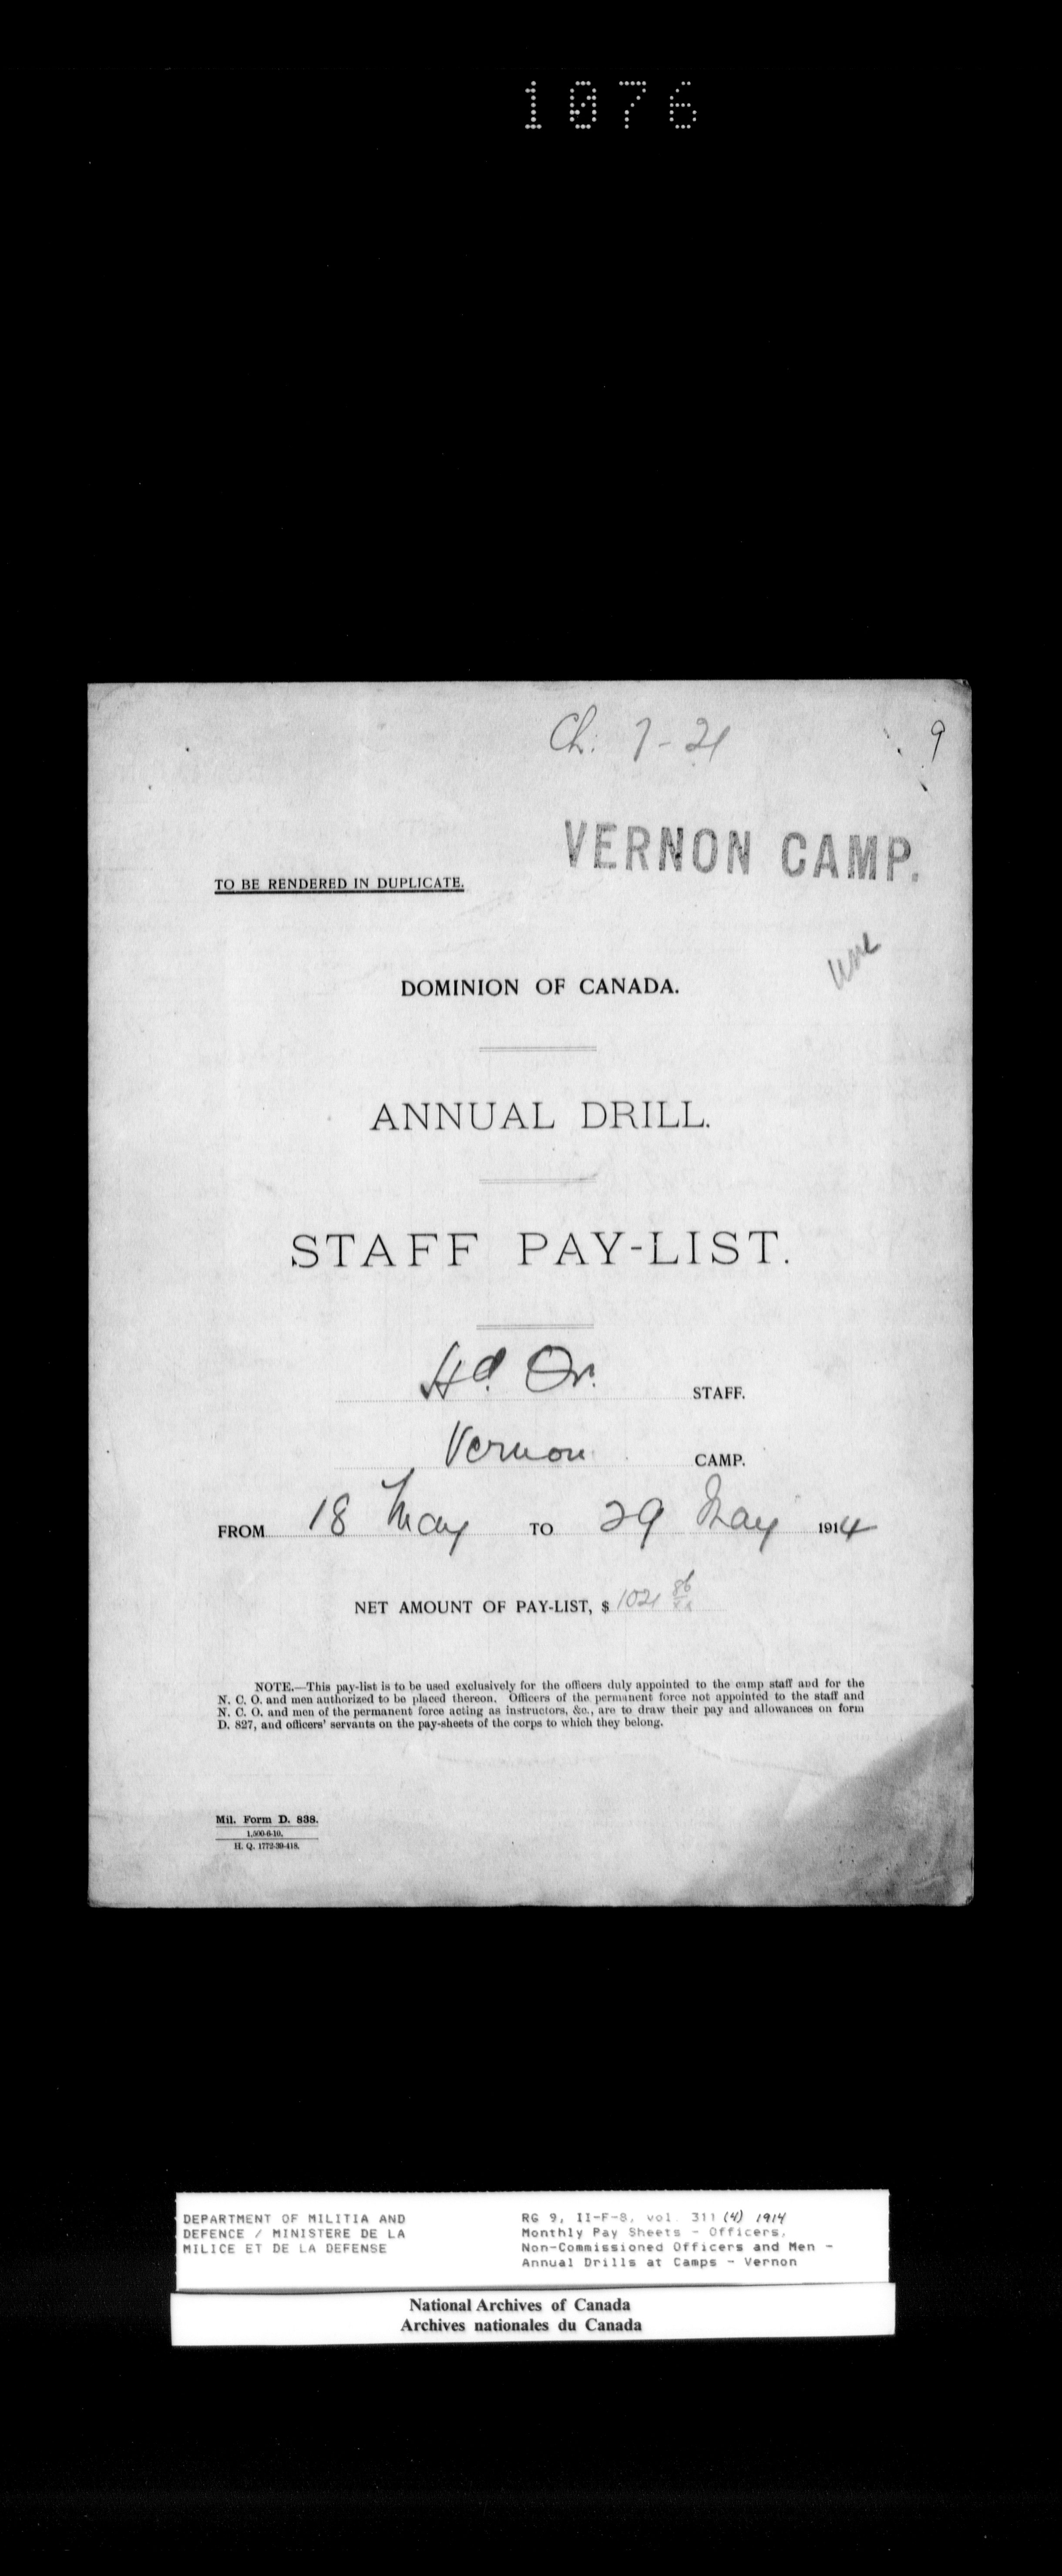 1076
Ch. 7-21
9
VERNON CAMP.
TO BE RENDERED IN DUPLICATE.
DOMINION OF CANADA.
ANNUAL DRILL.
STAFF PAY-LIST.
Hd. Qr. STAFF.
Vernon CAMP.
FROM 18 May TO 29 May 1914
NET AMOUNT OF PAY-LIST, $ 1021 86
NOTE.—This pay-list is to be used exclusively for the officers duly appointed to the camp staff and for the
N. C. O. and men authorized to be placed thereon. Officers of the permanent force not appointed to the staff and
N. C. O. and men of the permanent force acting as instructors, &c., are to draw their pay and allowances on form
D. 827, and officers' servants on the pay-sheets of the corps to which they belong.
Mil. Form D. 838.
1,500-6-10.
H. Q. 1772-39-418.
DEPARTMENT OF MILITIA AND
DEFENCE / MINISTERE DE LA
MILICE ET DE LA DEFENSE
RG 9, II-F-8, vol. 311 (4) 1914
Monthly Pay Sheets - Officers,
Non-Commissioned Officers and Men -
Annual Drills at Camps - Vernon
National Archives of Canada
Archives nationales du Canada